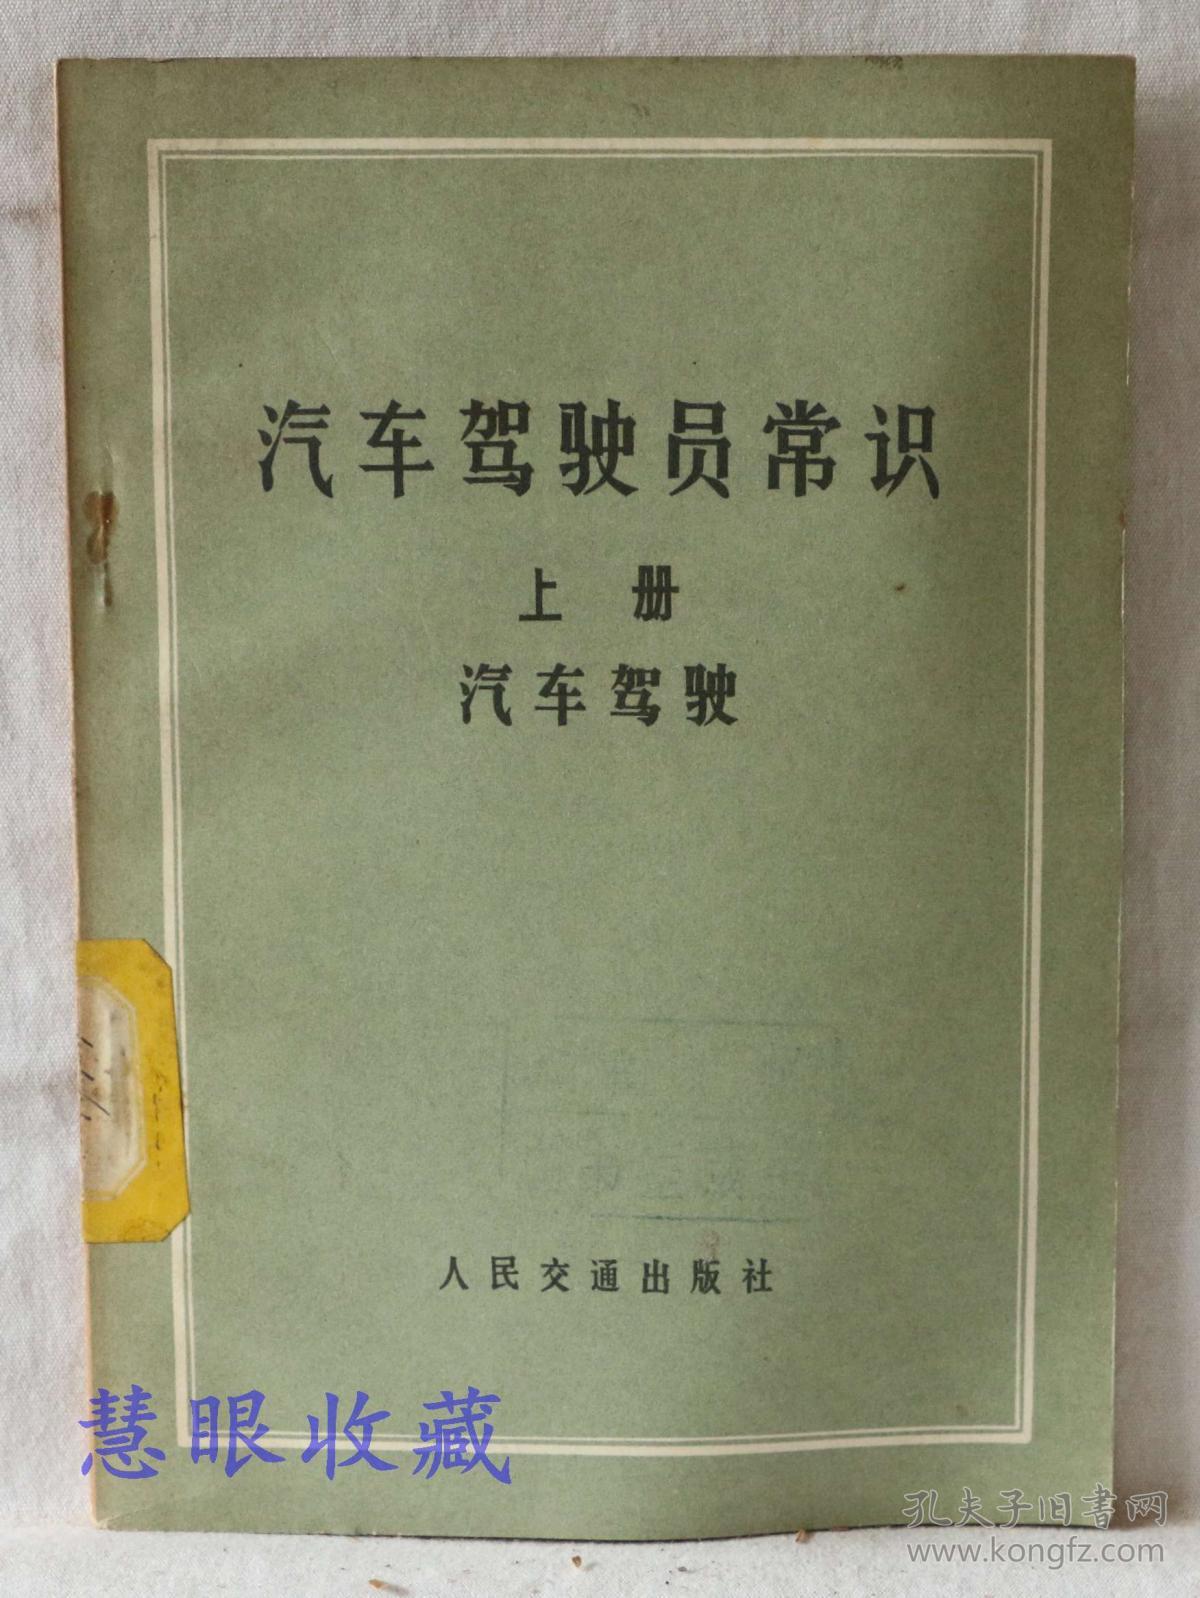 汽车驾驶员常识
上册
汽车驾驶
人民交通出版社
慧眼收藏
孔夫子旧書网
www.kongfz.com